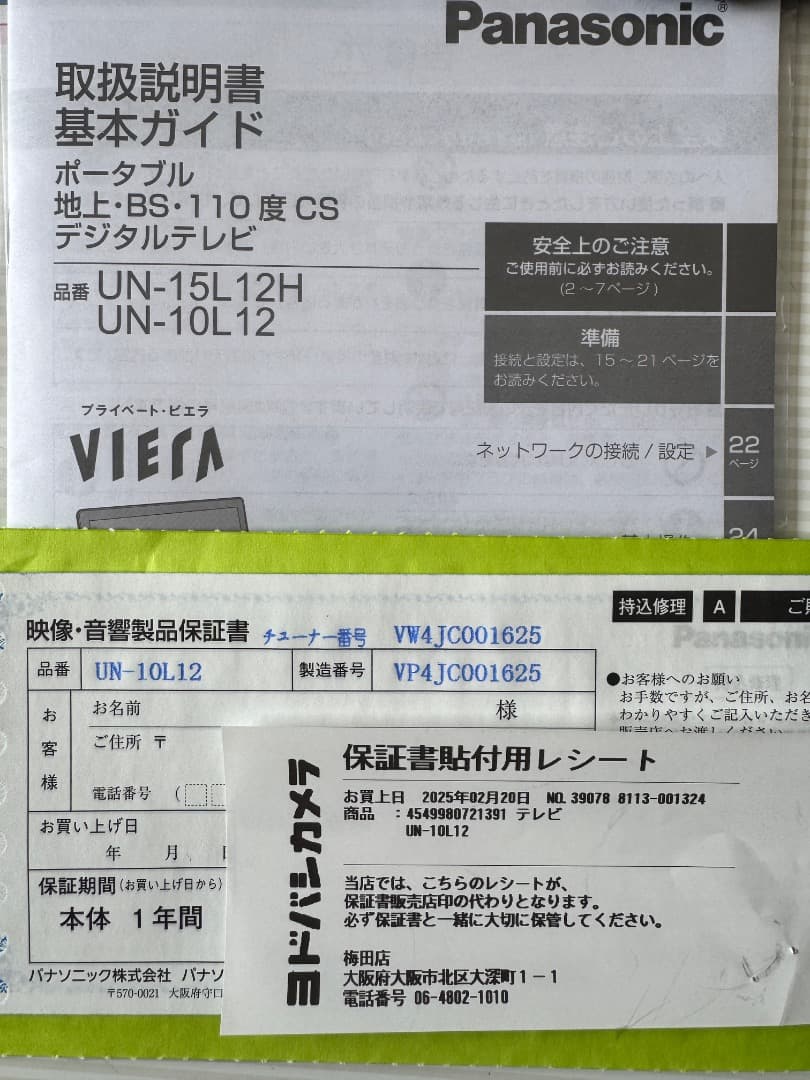 Panasonic®
取扱説明書
基本ガイド
ポータブル
地上・BS・110度CS
デジタルテレビ
品番 UN-15L12H
UN-10L12
安全上のご注意
ご使用前に必ずお読みください。
(2～7ページ)
準備
接続と設定は、15～21ページを
お読みください。
プライベート・ビエラ
VIERA
ネットワークの接続/設定 ▶ 22
ページ
24
持込修理 A
映像・音響製品保証書 チューナー番号 VW4JC001625
品番 UN-10L12 製造番号 VP4JC001625
●お客様へのお願い
お手数ですが、ご住所、お名
わかりやすくご記入いただき
お客様
お名前 様
ご住所 〒
電話番号 (
お買い上げ日
年 月
保証期間(お買い上げ日から)
本体 1年間
パナソニック株式会社 パナソ
〒570-0021 大阪府守口
ヨドバシカメラ
保証書貼付用レシート
お買上日 2025年02月20日 NO. 39078 8113-001324
商品 :4549980721391 テレビ
UN-10L12
当店では、こちらのレシートが、
保証書販売店印の代わりとなります。
必ず保証書と一緒に大切に保管してください。
梅田店
大阪府大阪市北区大深町1-1
電話番号 06-4802-1010